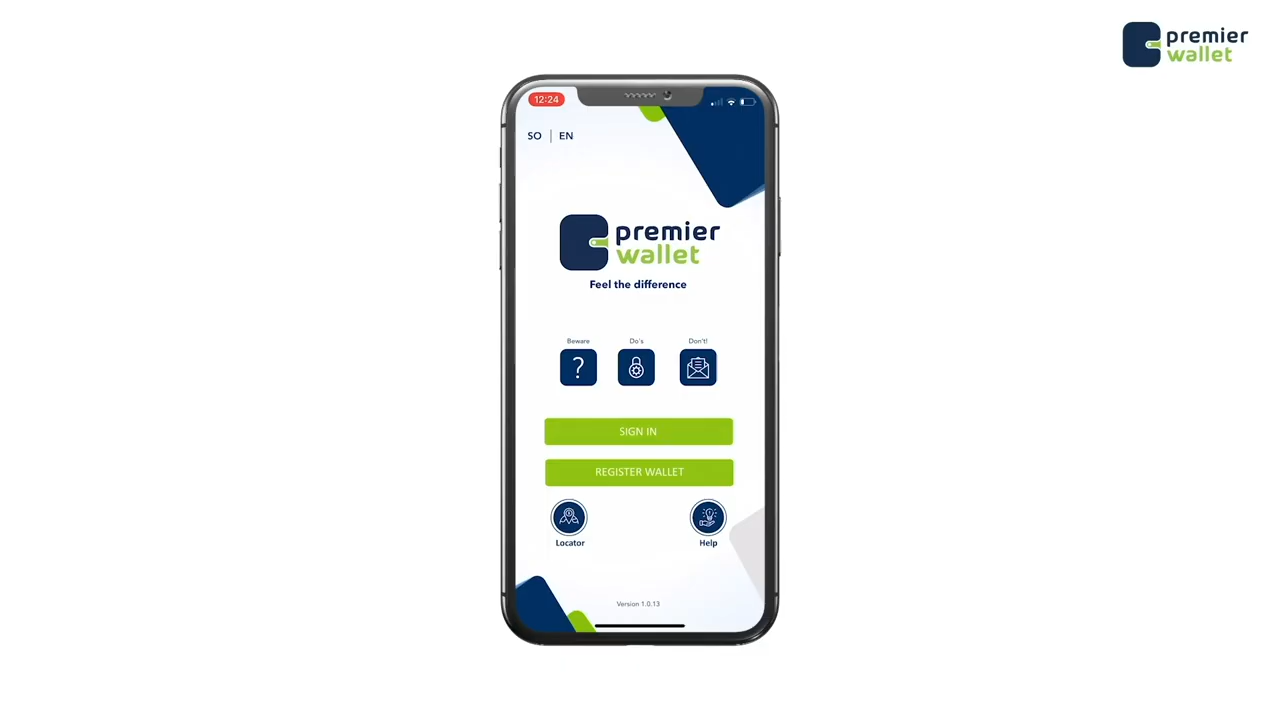 premier
wallet
12:24
SO | EN
premier
wallet
Feel the difference
Beware
Do's
Don't!
?
SIGN IN
REGISTER WALLET
Locator
Help
Version 1.0.13